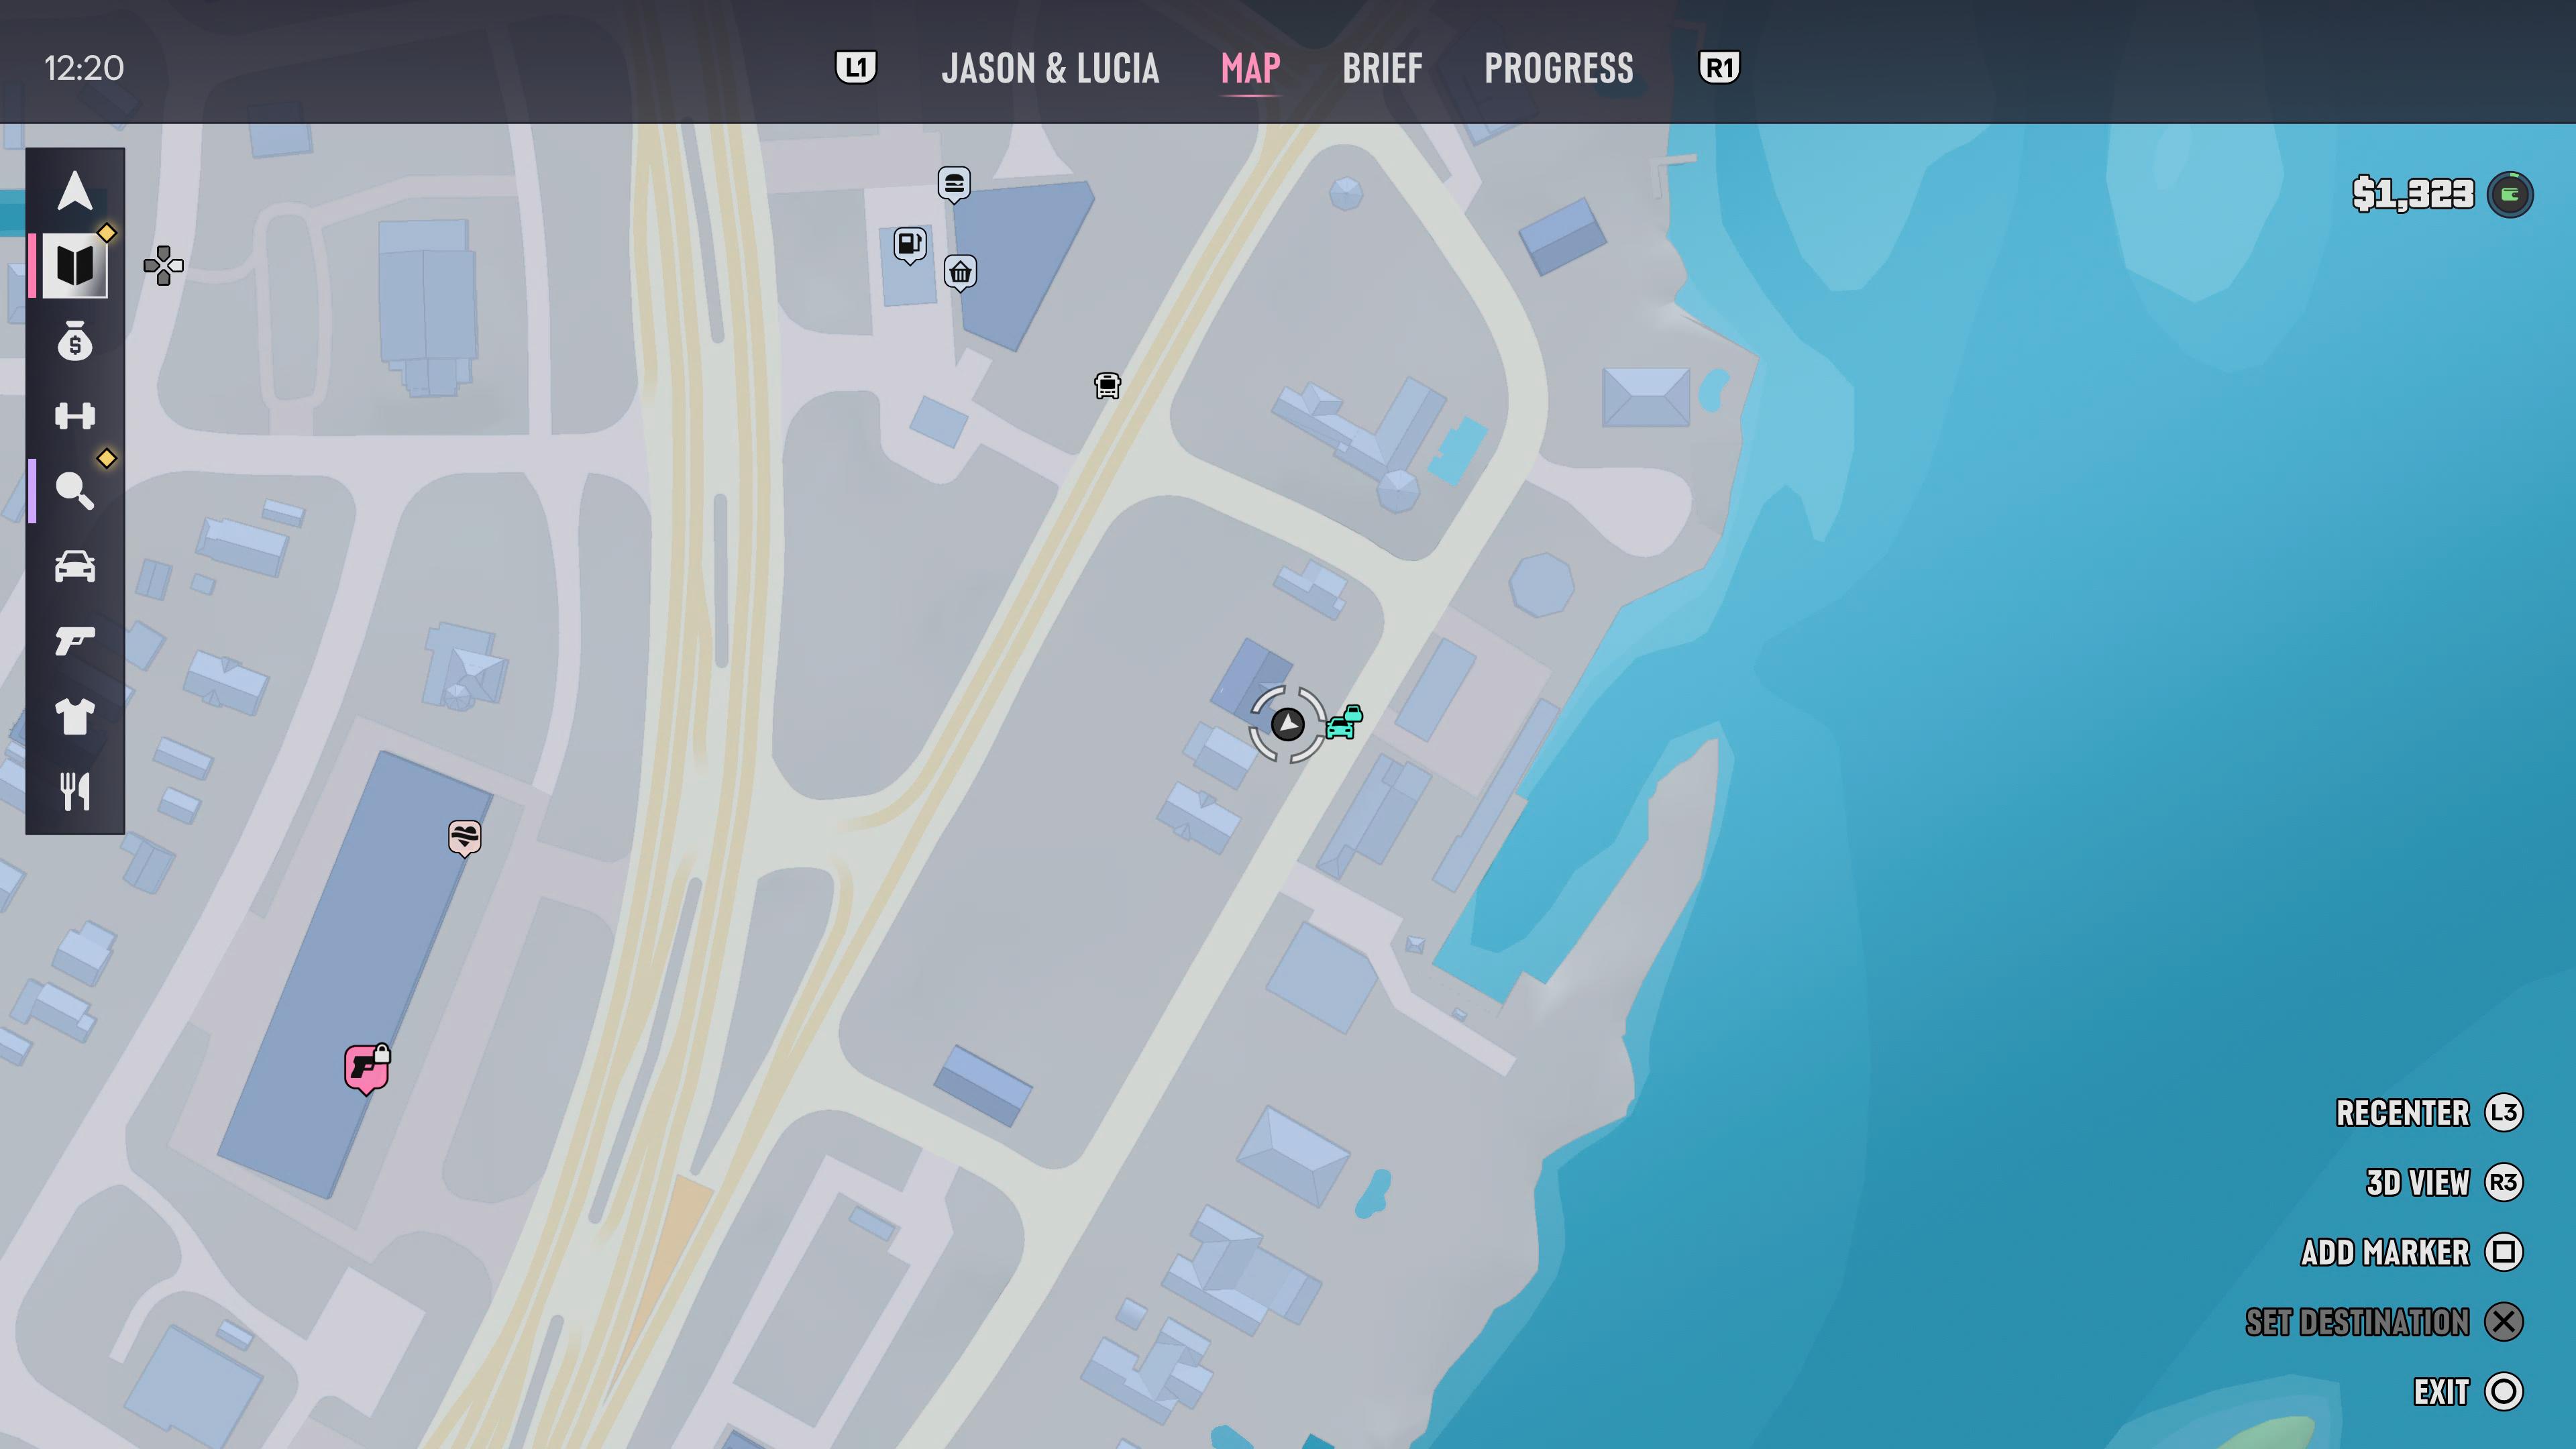 12:20
L1 JASON & LUCIA MAP BRIEF PROGRESS R1
$1,323
RECENTER L3
3D VIEW R3
ADD MARKER
SET DESTINATION
EXIT